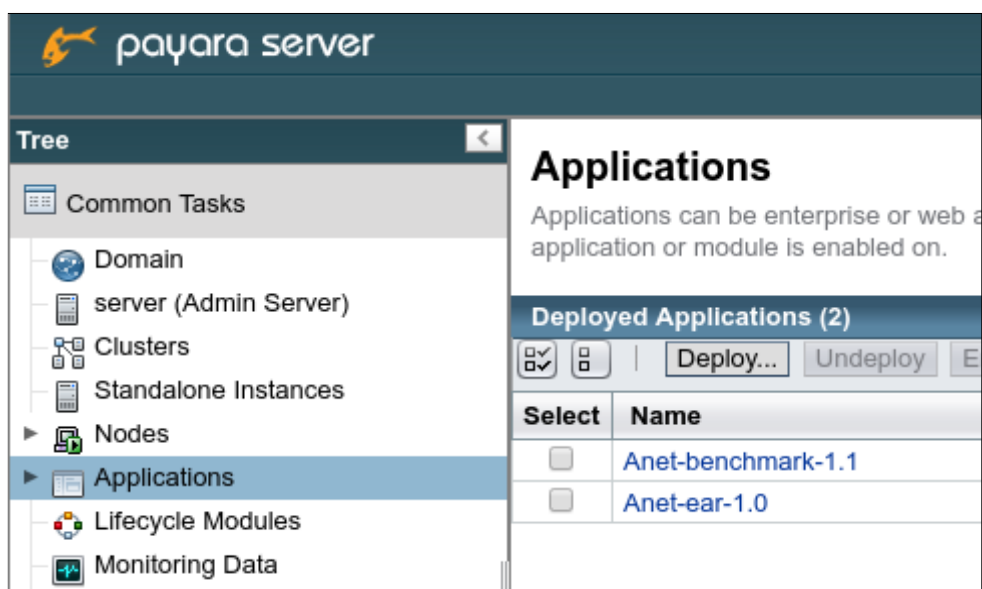 payara server
Tree
Common Tasks
Domain
server (Admin Server)
Clusters
Standalone Instances
Nodes
Applications
Lifecycle Modules
Monitoring Data
Applications
Applications can be enterprise or web
application or module is enabled on.
Deployed Applications (2)
Deploy... Undeploy
Select Name
Anet-benchmark-1.1
Anet-ear-1.0